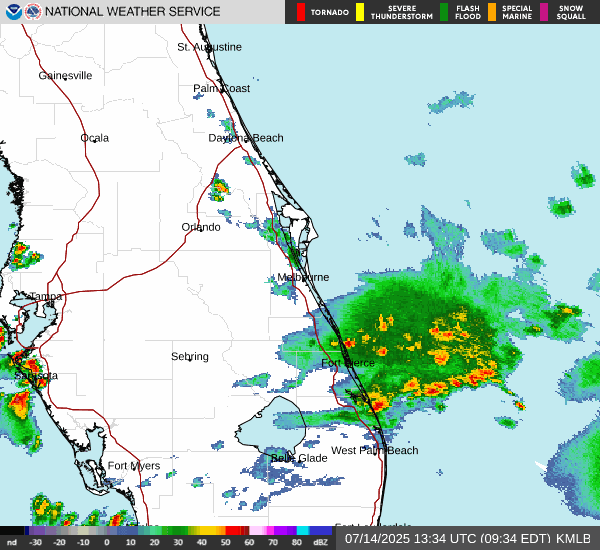 NATIONAL WEATHER SERVICE
TORNADO
SEVERE THUNDERSTORM
FLASH FLOOD
SPECIAL MARINE
SNOW SQUALL
St. Augustine
Gainesville
Palm Coast
Ocala
Daytona Beach
Orlando
Melbourne
Tampa
Sebring
Fort Pierce
Sarasota
West Palm Beach
Belle Glade
Fort Myers
nd -30 -20 -10 0 10 20 30 40 50 60 70 80 dBZ
07/14/2025 13:34 UTC (09:34 EDT) KMLB